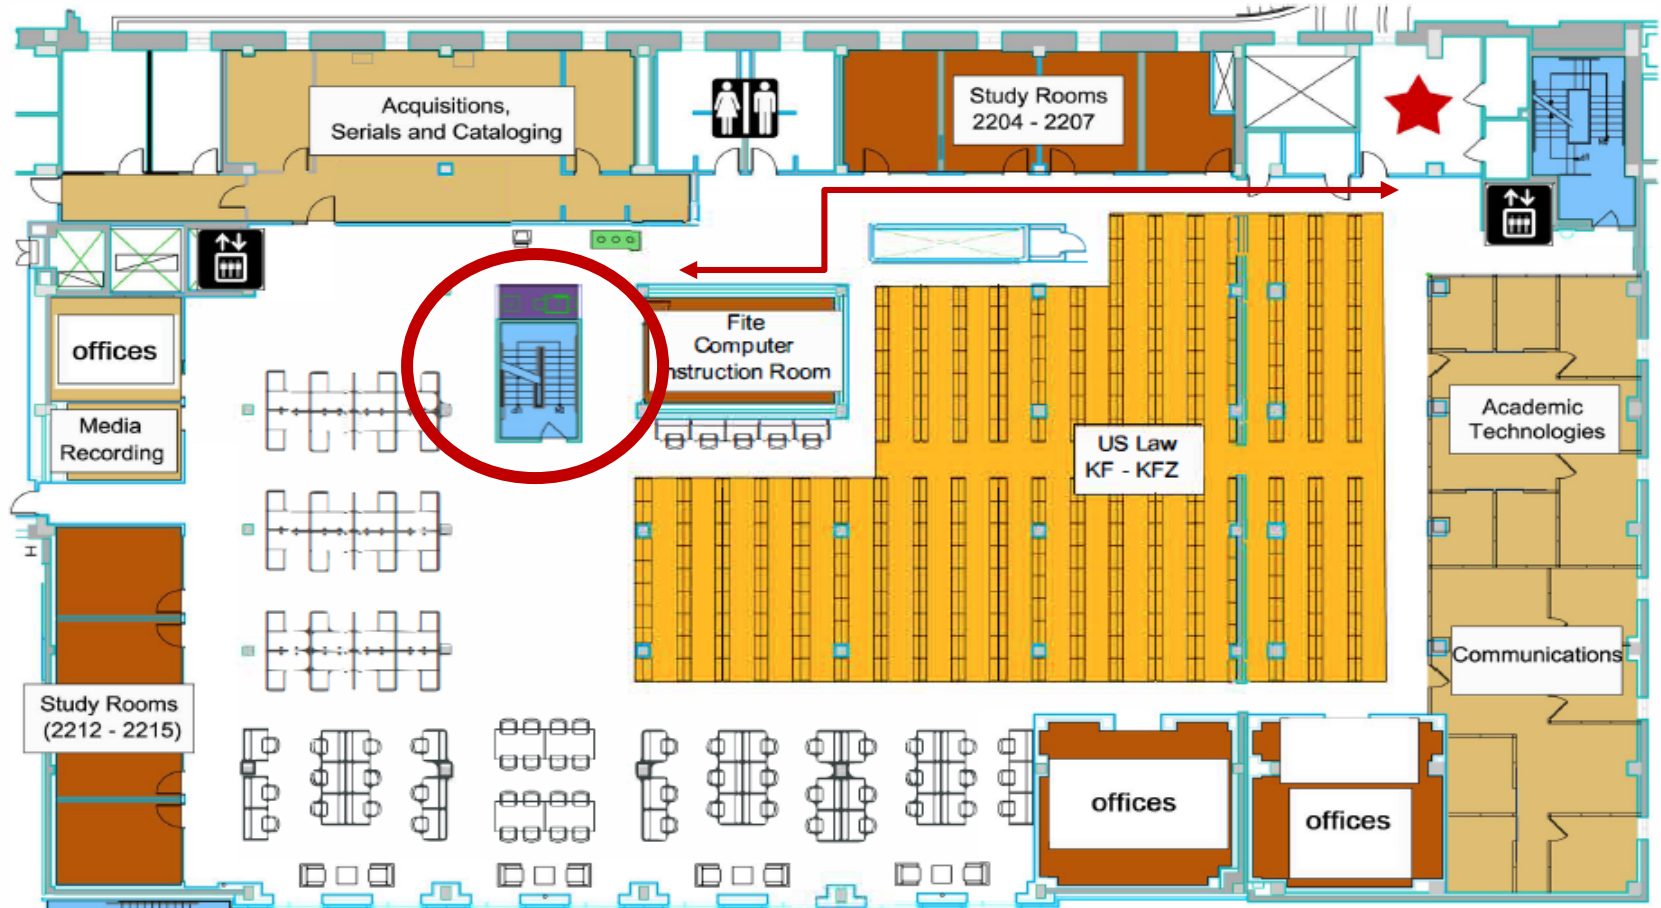 Acquisitions,
Serials and Cataloging
Study Rooms
2204 - 2207
offices
Media
Recording
Fite
Computer
nstruction Room
US Law
KF - KFZ
Academic
Technologies
Study Rooms
(2212 - 2215)
Communications
offices
offices